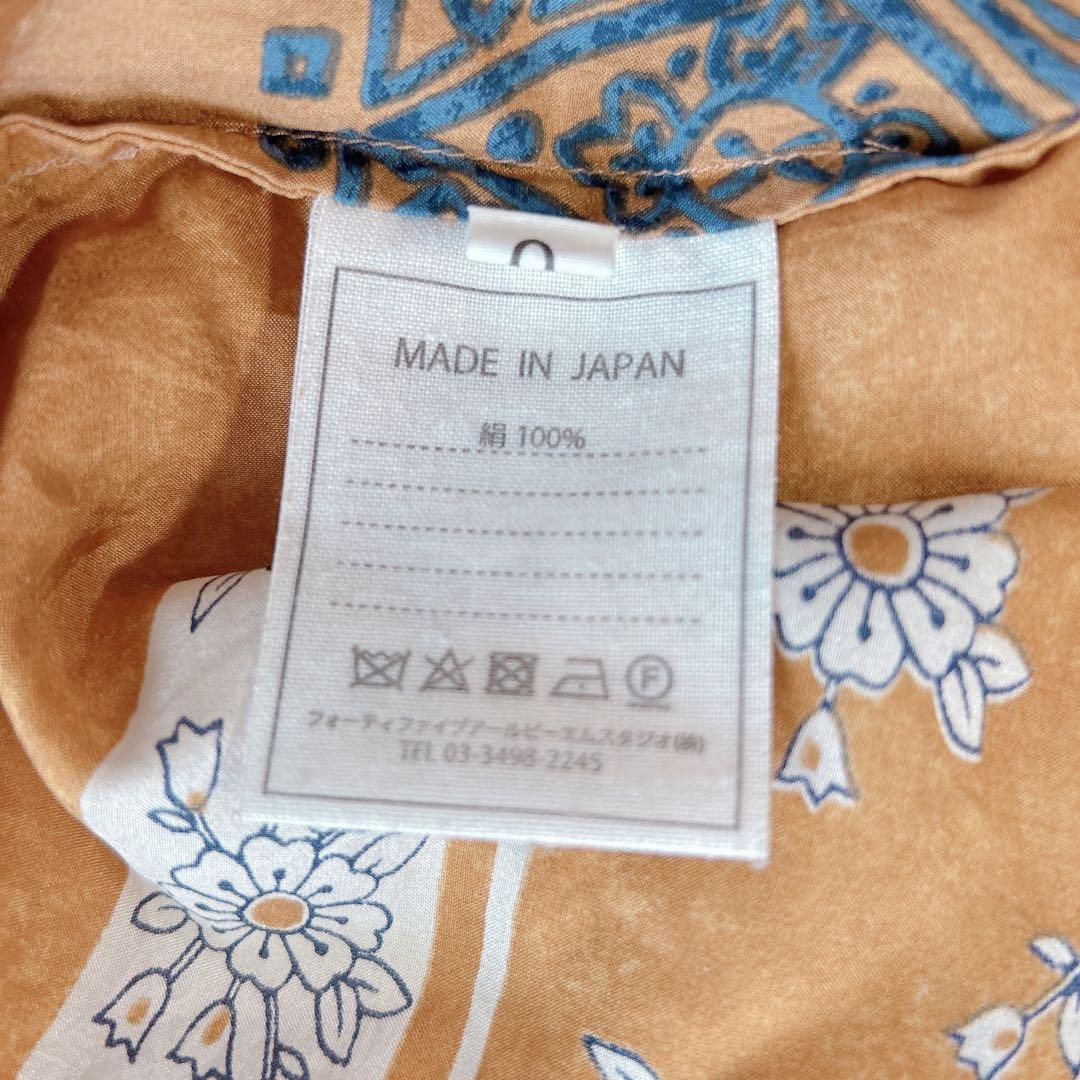 0
MADE IN JAPAN
絹 100%
F
フォーティファイヴアールピーエムスタジオ(株)
TEL 03-3498-2245